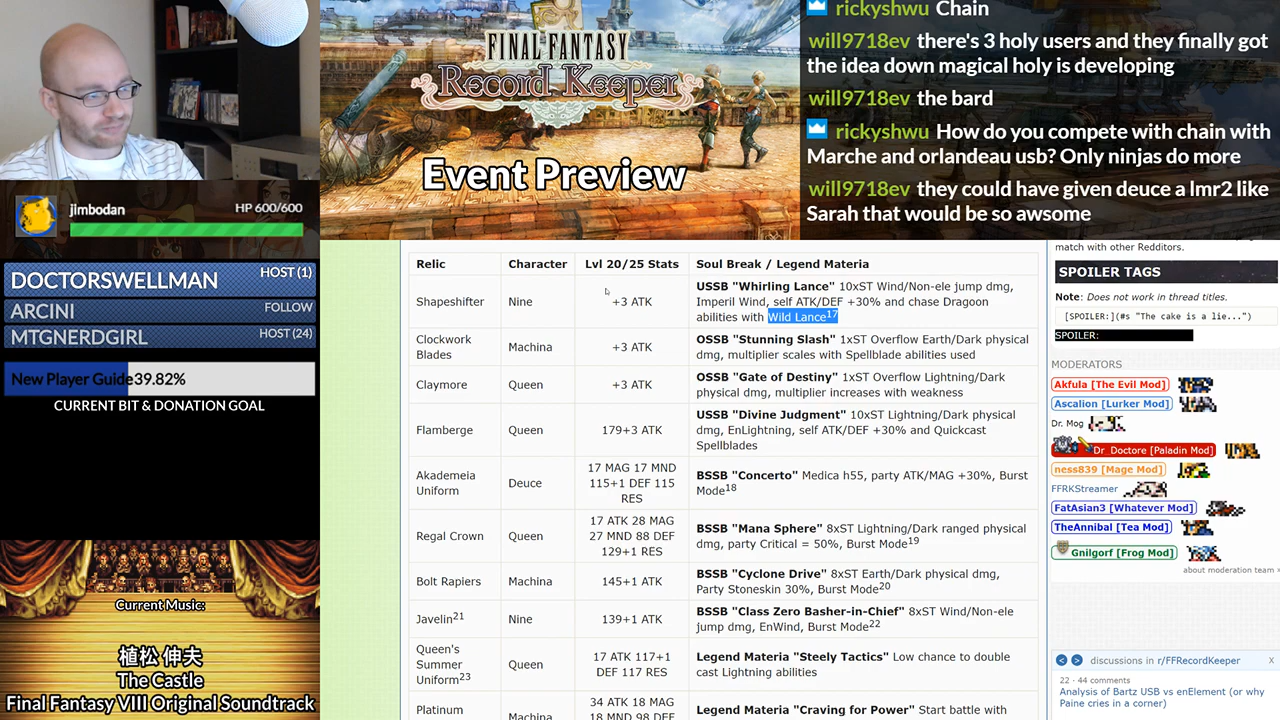 FINAL FANTASY
Record Keeper
Event Preview
Chain
rickyshwu Chain
will9718ev there's 3 holy users and they finally got
the idea down magical holy is developing
will9718ev the bard
rickyshwu How do you compete with chain with
Marche and orlandeau usb? Only ninjas do more
will9718ev they could have given deuce a lmr2 like
Sarah that would be so awsome
jimbodan HP 600/600
DOCTORSWELLMAN HOST (1)
ARCINI FOLLOW
MTGNERDGIRL HOST (24)
New Player Guide39.82%
CURRENT BIT & DONATION GOAL
Current Music:
植松 伸夫
The Castle
Final Fantasy VIII Original Soundtrack
Relic Character Lvl 20/25 Stats Soul Break / Legend Materia
Shapeshifter Nine +3 ATK USSB "Whirling Lance" 10xST Wind/Non-ele jump dmg,
Imperil Wind, self ATK/DEF +30% and chase Dragoon
abilities with Wild Lance17
Clockwork
Blades Machina +3 ATK OSSB "Stunning Slash" 1xST Overflow Earth/Dark physical
dmg, multiplier scales with Spellblade abilities used
Claymore Queen +3 ATK OSSB "Gate of Destiny" 1xST Overflow Lightning/Dark
physical dmg, multiplier increases with weakness
Flamberge Queen 179+3 ATK USSB "Divine Judgment" 10xST Lightning/Dark physical
dmg, EnLightning, self ATK/DEF +30% and Quickcast
Spellblades
Akademeia
Uniform Deuce 17 MAG 17 MND
115+1 DEF 115
RES BSSB "Concerto" Medica h55, party ATK/MAG +30%, Burst
Mode18
Regal Crown Queen 17 ATK 28 MAG
27 MND 88 DEF
129+1 RES BSSB "Mana Sphere" 8xST Lightning/Dark ranged physical
dmg, party Critical = 50%, Burst Mode19
Bolt Rapiers Machina 145+1 ATK BSSB "Cyclone Drive" 8xST Earth/Dark physical dmg,
Party Stoneskin 30%, Burst Mode20
Javelin21 Nine 139+1 ATK BSSB "Class Zero Basher-in-Chief" 8xST Wind/Non-ele
jump dmg, EnWind, Burst Mode22
Queen's
Summer
Uniform23 Queen 17 ATK 117+1
DEF 117 RES Legend Materia "Steely Tactics" Low chance to double
cast Lightning abilities
Platinum Machina 34 ATK 18 MAG
18 MND 98 DEF Legend Materia "Craving for Power" Start battle with
match with other Redditors.
SPOILER TAGS
Note: Does not work in thread titles.
[SPOILER:](#s "The cake is a lie...")
SPOILER:
MODERATORS
Akfula [The Evil Mod]
Ascalion [Lurker Mod]
Dr. Mog
Dr_Doctore [Paladin Mod]
ness839 [Mage Mod]
FFRKStreamer
FatAsian3 [Whatever Mod]
TheAnnibal [Tea Mod]
Gnilgorf [Frog Mod]
about moderation team »
< > discussions in r/FFRecordKeeper X
22 · 44 comments
Analysis of Bartz USB vs enElement (or why
Paine cries in a corner)